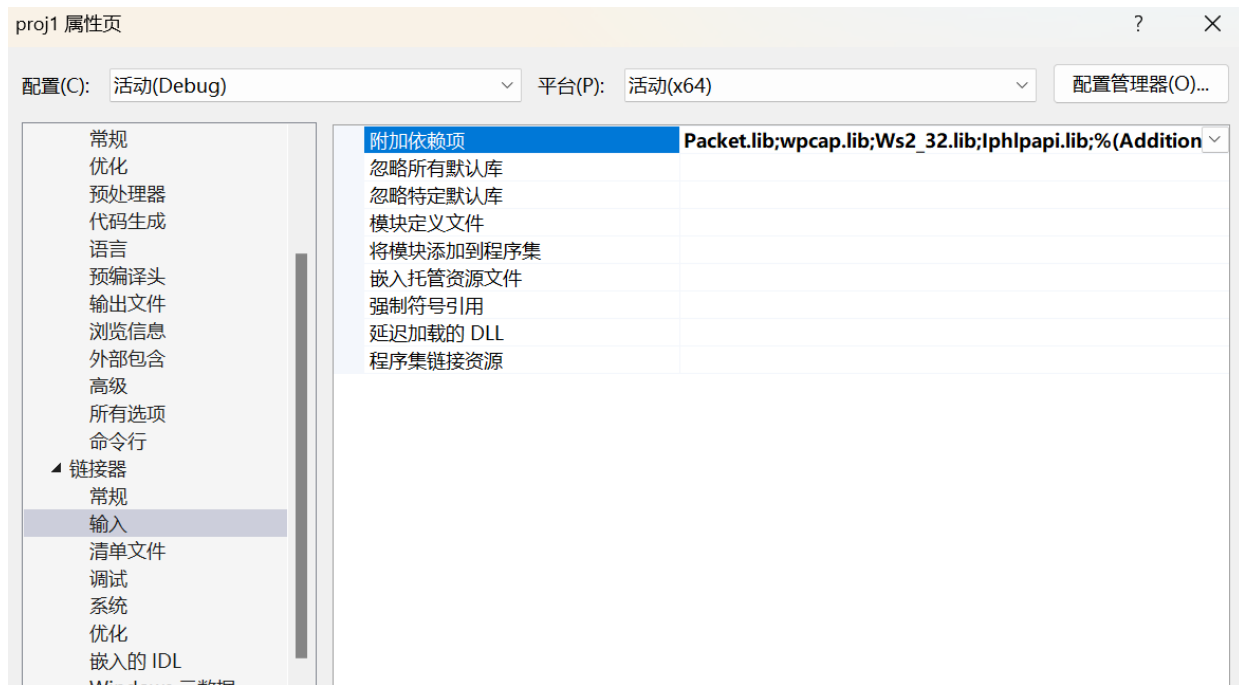 proj1 属性页
? ×
配置(C): 活动(Debug) 平台(P): 活动(x64) 配置管理器(O)...
常规
优化
预处理器
代码生成
语言
预编译头
输出文件
浏览信息
外部包含
高级
所有选项
命令行
链接器
常规
输入
清单文件
调试
系统
优化
嵌入的 IDL
附加依赖项 Packet.lib;wpcap.lib;Ws2_32.lib;Iphlpapi.lib;%(Addition
忽略所有默认库
忽略特定默认库
模块定义文件
将模块添加到程序集
嵌入托管资源文件
强制符号引用
延迟加载的 DLL
程序集链接资源